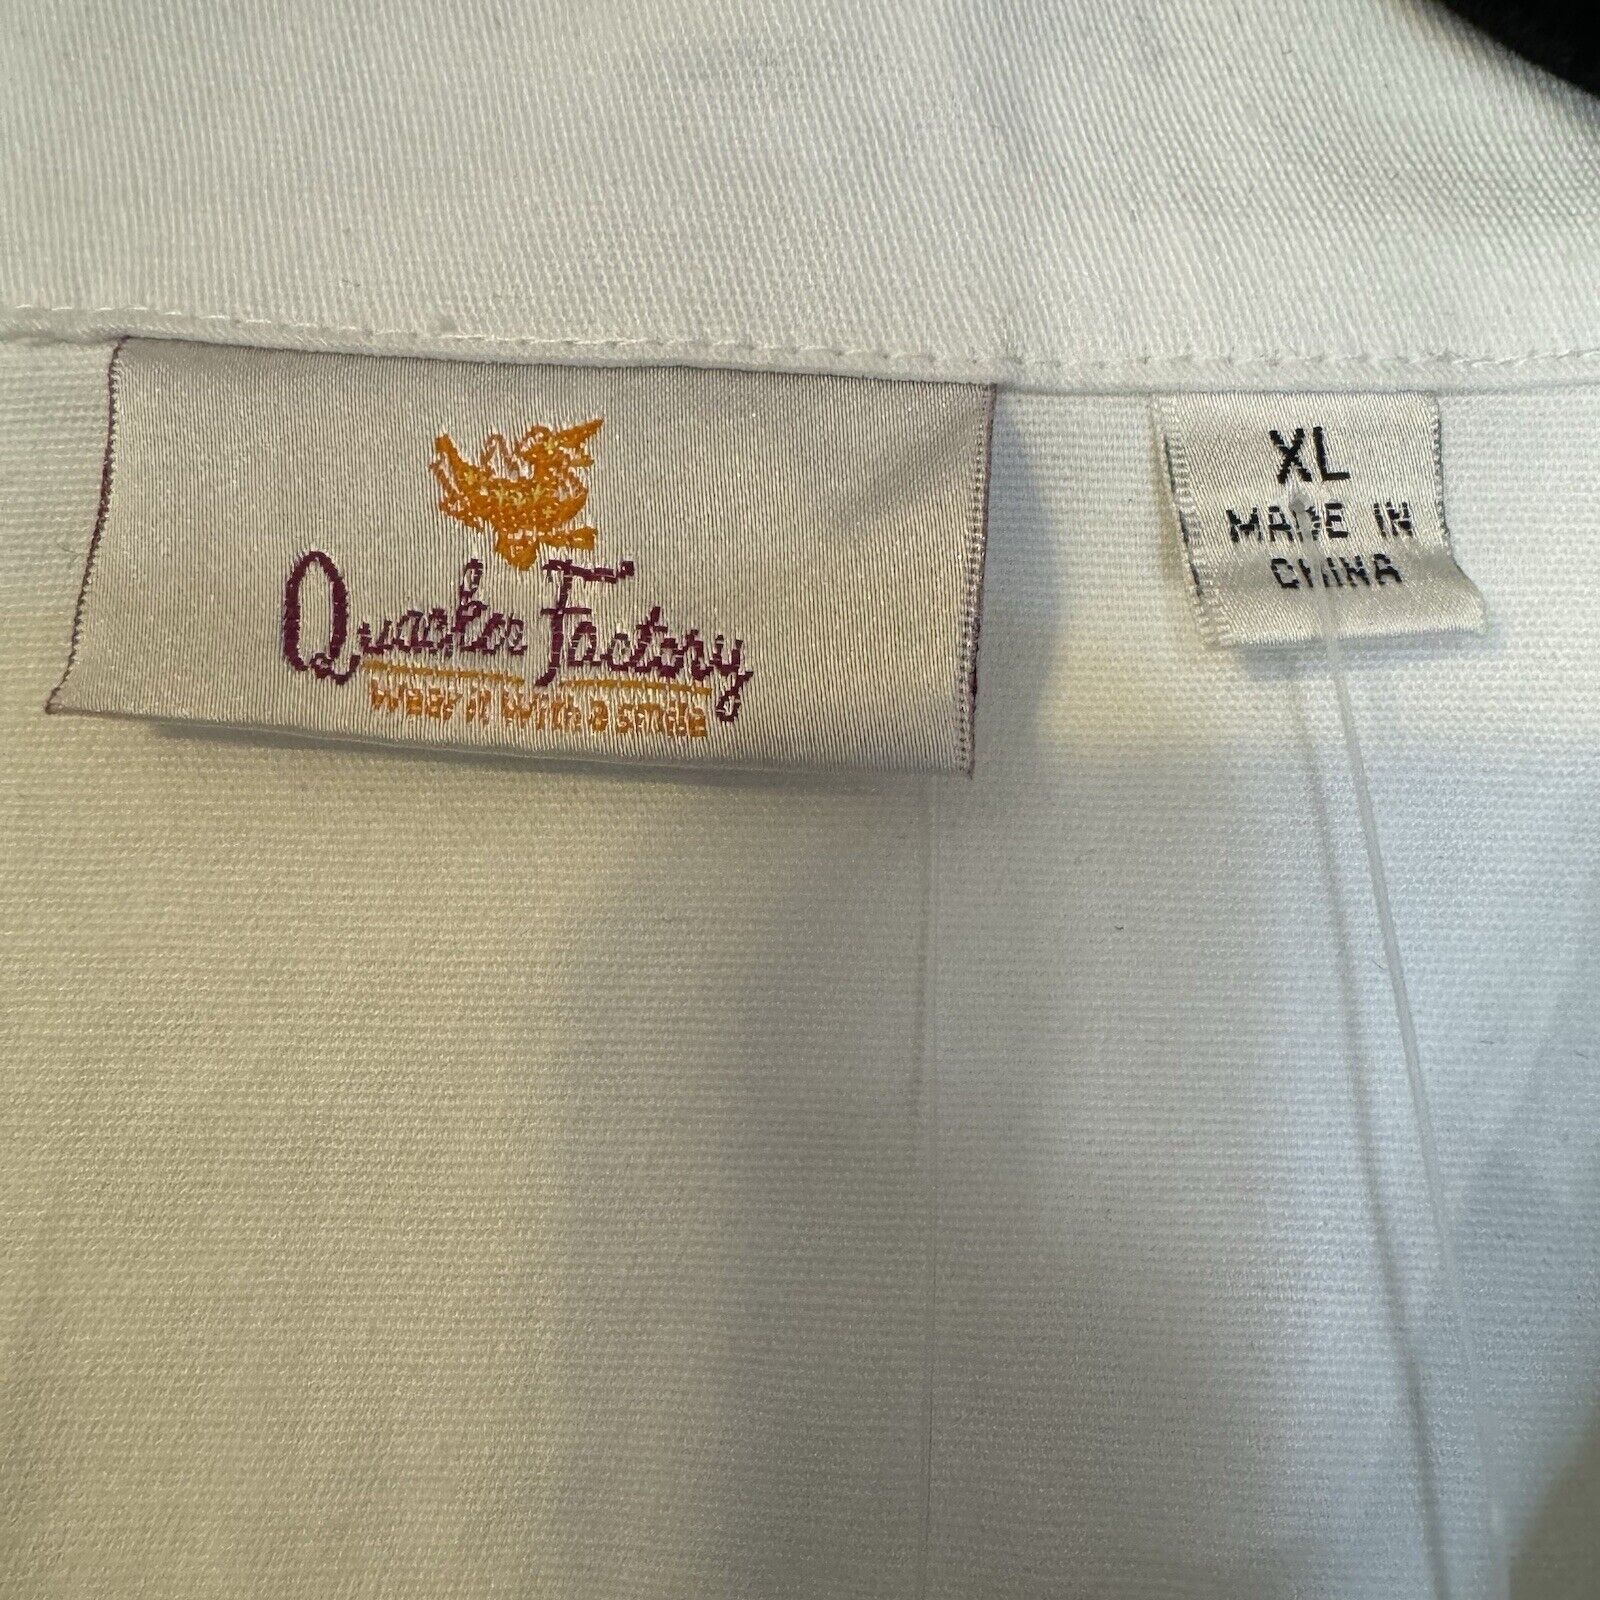 Quacker Factory
wear it with a smile
XL
MADE IN
CHINA